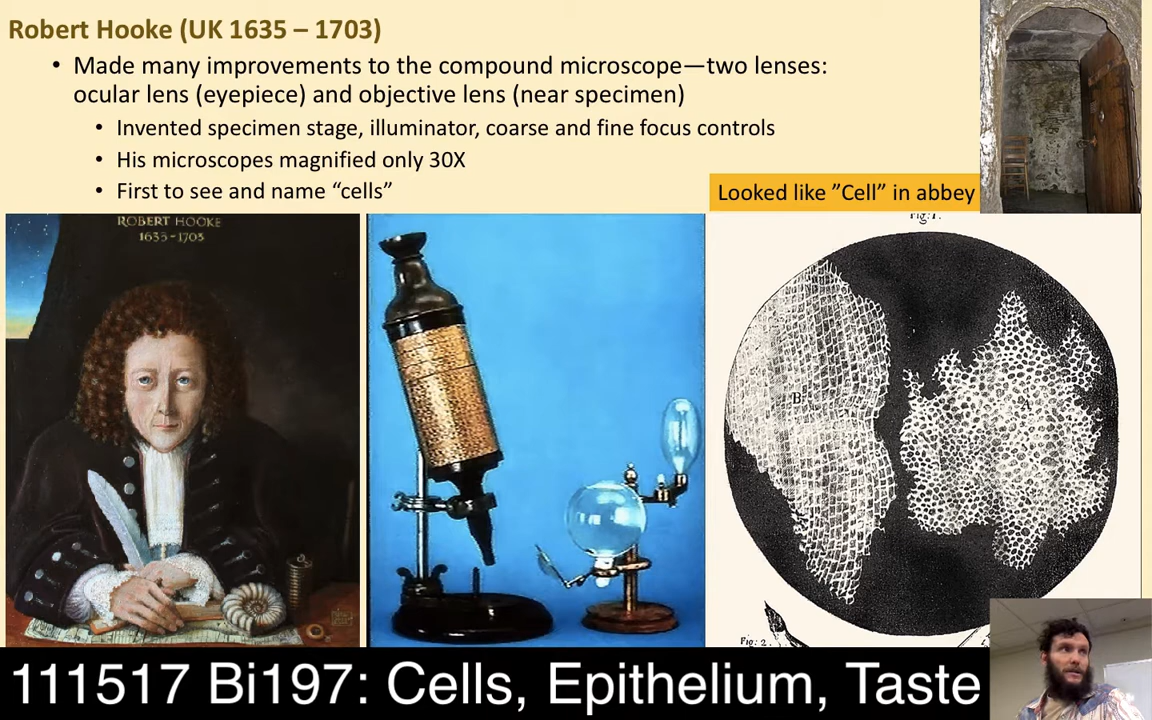 Robert Hooke (UK 1635 – 1703)
• Made many improvements to the compound microscope—two lenses:
ocular lens (eyepiece) and objective lens (near specimen)
• Invented specimen stage, illuminator, coarse and fine focus controls
• His microscopes magnified only 30X
• First to see and name “cells”
Looked like ”Cell” in abbey
ROBERT HOOKE
1635-1703
Fig: 1.
B
Fig: 2.
111517 Bi197: Cells, Epithelium, Taste